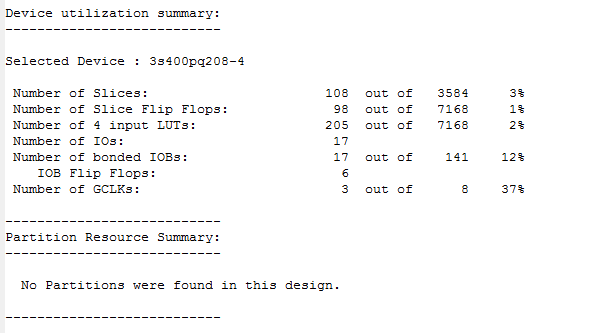 Device utilization summary:
---------------------------
Selected Device : 3s400pq208-4
Number of Slices: 108 out of 3584 3%
Number of Slice Flip Flops: 98 out of 7168 1%
Number of 4 input LUTs: 205 out of 7168 2%
Number of IOs: 17
Number of bonded IOBs: 17 out of 141 12%
IOB Flip Flops: 6
Number of GCLKs: 3 out of 8 37%
---------------------------
Partition Resource Summary:
---------------------------
No Partitions were found in this design.
---------------------------